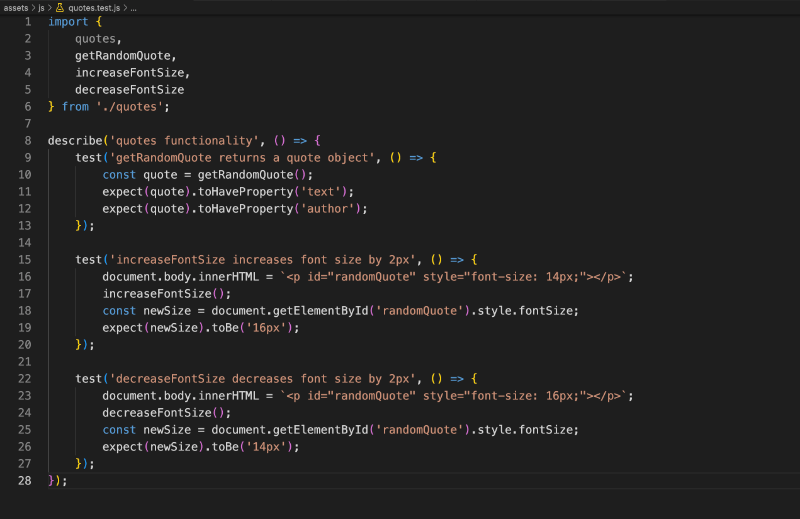 assets > js > quotes.test.js > ...
1 import {
2     quotes,
3     getRandomQuote,
4     increaseFontSize,
5     decreaseFontSize
6 } from './quotes';
7
8 describe('quotes functionality', () => {
9     test('getRandomQuote returns a quote object', () => {
10         const quote = getRandomQuote();
11         expect(quote).toHaveProperty('text');
12         expect(quote).toHaveProperty('author');
13     });
14
15     test('increaseFontSize increases font size by 2px', () => {
16         document.body.innerHTML = `<p id="randomQuote" style="font-size: 14px;"></p>`;
17         increaseFontSize();
18         const newSize = document.getElementById('randomQuote').style.fontSize;
19         expect(newSize).toBe('16px');
20     });
21
22     test('decreaseFontSize decreases font size by 2px', () => {
23         document.body.innerHTML = `<p id="randomQuote" style="font-size: 16px;"></p>`;
24         decreaseFontSize();
25         const newSize = document.getElementById('randomQuote').style.fontSize;
26         expect(newSize).toBe('14px');
27     });
28 });